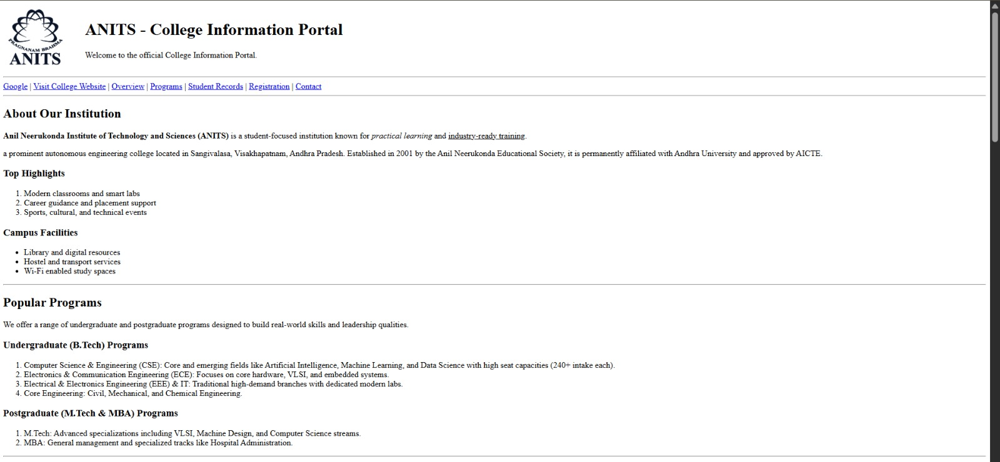 PRAGNANAM BRAHMA
ANITS
ANITS - College Information Portal
Welcome to the official College Information Portal.
Google | Visit College Website | Overview | Programs | Student Records | Registration | Contact
About Our Institution
Anil Neerukonda Institute of Technology and Sciences (ANITS) is a student-focused institution known for practical learning and industry-ready training.
a prominent autonomous engineering college located in Sangivalasa, Visakhapatnam, Andhra Pradesh. Established in 2001 by the Anil Neerukonda Educational Society, it is permanently affiliated with Andhra University and approved by AICTE.
Top Highlights
1. Modern classrooms and smart labs
2. Career guidance and placement support
3. Sports, cultural, and technical events
Campus Facilities
• Library and digital resources
• Hostel and transport services
• Wi-Fi enabled study spaces
Popular Programs
We offer a range of undergraduate and postgraduate programs designed to build real-world skills and leadership qualities.
Undergraduate (B.Tech) Programs
1. Computer Science & Engineering (CSE): Core and emerging fields like Artificial Intelligence, Machine Learning, and Data Science with high seat capacities (240+ intake each).
2. Electronics & Communication Engineering (ECE): Focuses on core hardware, VLSI, and embedded systems.
3. Electrical & Electronics Engineering (EEE) & IT: Traditional high-demand branches with dedicated modern labs.
4. Core Engineering: Civil, Mechanical, and Chemical Engineering.
Postgraduate (M.Tech & MBA) Programs
1. M.Tech: Advanced specializations including VLSI, Machine Design, and Computer Science streams.
2. MBA: General management and specialized tracks like Hospital Administration.